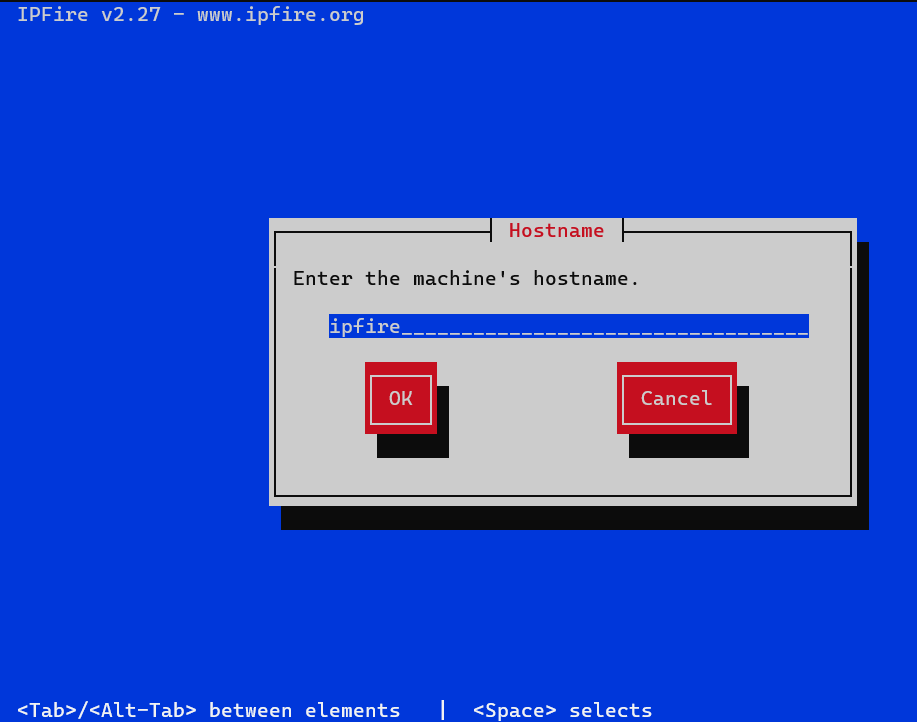 IPFire v2.27 - www.ipfire.org
Hostname
Enter the machine's hostname.
ipfire__________________________________
OK
Cancel
<Tab>/<Alt-Tab> between elements | <Space> selects